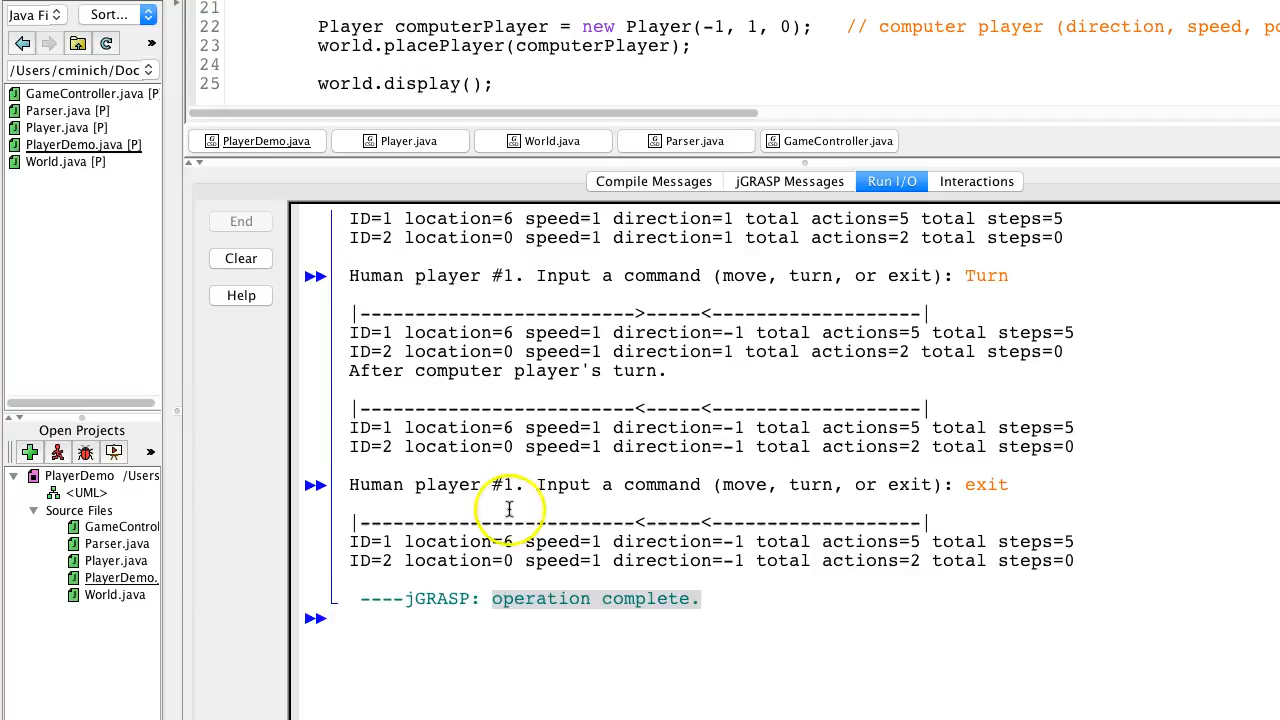 Java Fi
Sort...
/Users/cminich/Doc
GameController.java [P
Parser.java [P]
Player.java [P]
PlayerDemo.java [P]
World.java [P]
Open Projects
PlayerDemo /Users
<UML>
Source Files
GameControl
Parser.java
Player.java
PlayerDemo.
World.java
21
22 Player computerPlayer = new Player(-1, 1, 0); // computer player (direction, speed, po
23 world.placePlayer(computerPlayer);
24
25 world.display();
PlayerDemo.java Player.java World.java Parser.java GameController.java
Compile Messages jGRASP Messages Run I/O Interactions
End
Clear
Help
ID=1 location=6 speed=1 direction=1 total actions=5 total steps=5
ID=2 location=0 speed=1 direction=1 total actions=2 total steps=0
Human player #1. Input a command (move, turn, or exit): Turn
|------------------------->-----<-------------------|
ID=1 location=6 speed=1 direction=-1 total actions=5 total steps=5
ID=2 location=0 speed=1 direction=1 total actions=2 total steps=0
After computer player's turn.
|-------------------------<-----<-------------------|
ID=1 location=6 speed=1 direction=-1 total actions=5 total steps=5
ID=2 location=0 speed=1 direction=-1 total actions=2 total steps=0
Human player #1. Input a command (move, turn, or exit): exit
|-------------------------<-----<-------------------|
ID=1 location=6 speed=1 direction=-1 total actions=5 total steps=5
ID=2 location=0 speed=1 direction=-1 total actions=2 total steps=0
----jGRASP: operation complete.